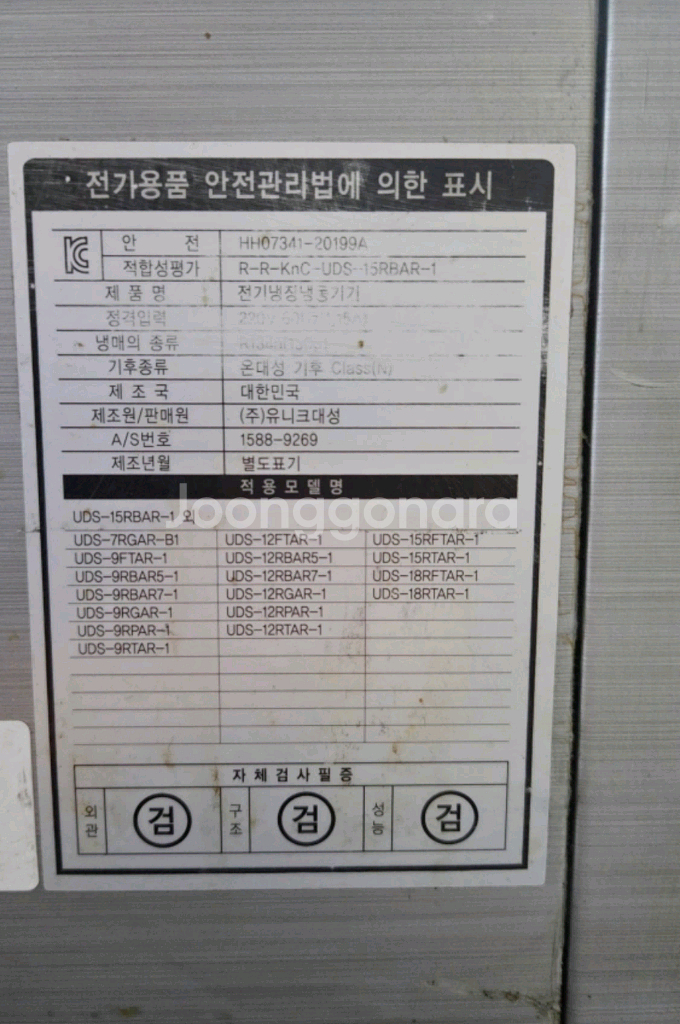 전기용품 안전관리법에 의한 표시
안 전 HH07341-20199A
적합성평가 R-R-KnC-UDS-15RBAR-1
제 품 명 전기냉장냉동기기
정격입력 220V
냉매의 종류
기후종류 온대성 기후 Class(N)
제 조 국 대한민국
제조원/판매원 (주)유니크대성
A/S번호 1588-9269
제조년월 별도표기
적용모델명
Joonggonara
UDS-15RBAR-1 외
UDS-7RGAR-B1 UDS-12FTAR-1 UDS-15RFTAR-1
UDS-9FTAR-1 UDS-12RBAR5-1 UDS-15RTAR-1
UDS-9RBAR5-1 UDS-12RBAR7-1 UDS-18RFTAR-1
UDS-9RBAR7-1 UDS-12RGAR-1 UDS-18RTAR-1
UDS-9RGAR-1 UDS-12RPAR-1
UDS-9RPAR-1 UDS-12RTAR-1
UDS-9RTAR-1
자체검사필증
외관 검 구조 검 성능 검